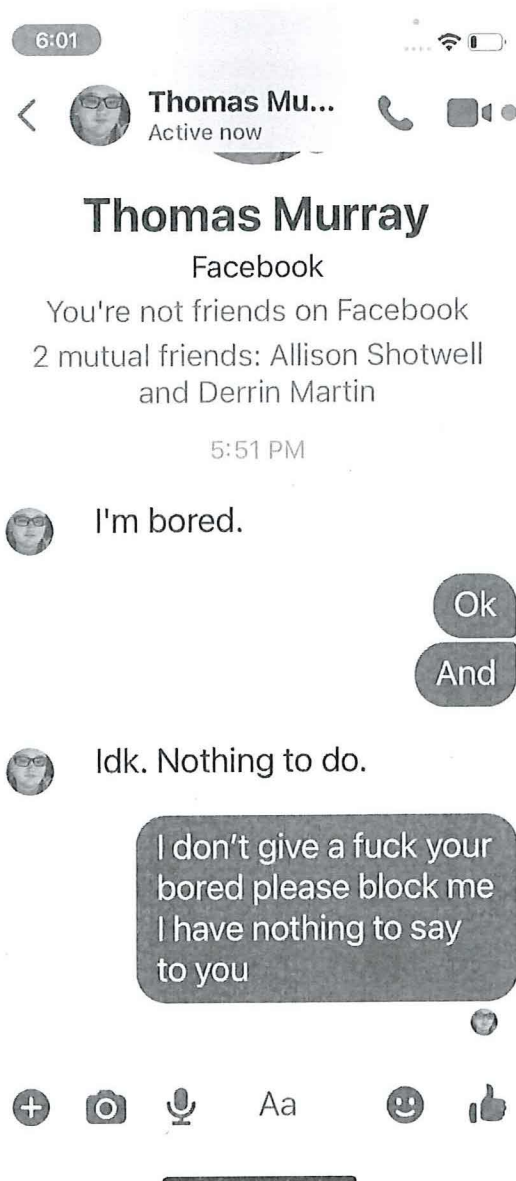 6:01
Thomas Mu...
Active now
Thomas Murray
Facebook
You're not friends on Facebook
2 mutual friends: Allison Shotwell
and Derrin Martin
5:51 PM
I'm bored.
Ok
And
Idk. Nothing to do.
I don't give a fuck your
bored please block me
I have nothing to say
to you
Aa